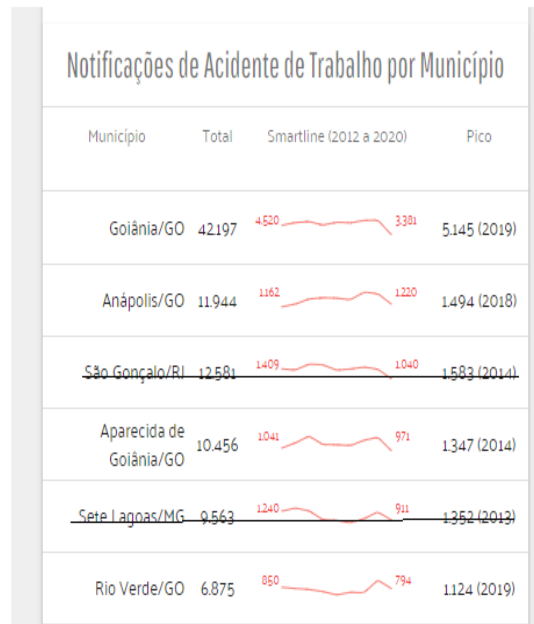 Notificações de Acidente de Trabalho por Município
Município Total Smartline (2012 a 2020) Pico
Goiânia/GO 42.197 4.520 3.381 5.145 (2019)
Anápolis/GO 11.944 1.162 1.220 1.494 (2018)
São Gonçalo/RJ 12.581 1.409 1.040 1.583 (2014)
Aparecida de
Goiânia/GO 10.456 1.041 971 1.347 (2014)
Sete Lagoas/MG 9.563 1.240 911 1.352 (2013)
Rio Verde/GO 6.875 850 794 1.124 (2019)